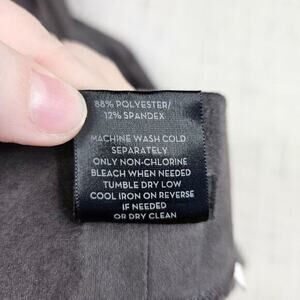 88% POLYESTER/
12% SPANDEX
MACHINE WASH COLD
SEPARATELY
ONLY NON-CHLORINE
BLEACH WHEN NEEDED
TUMBLE DRY LOW
COOL IRON ON REVERSE
IF NEEDED
OR DRY CLEAN